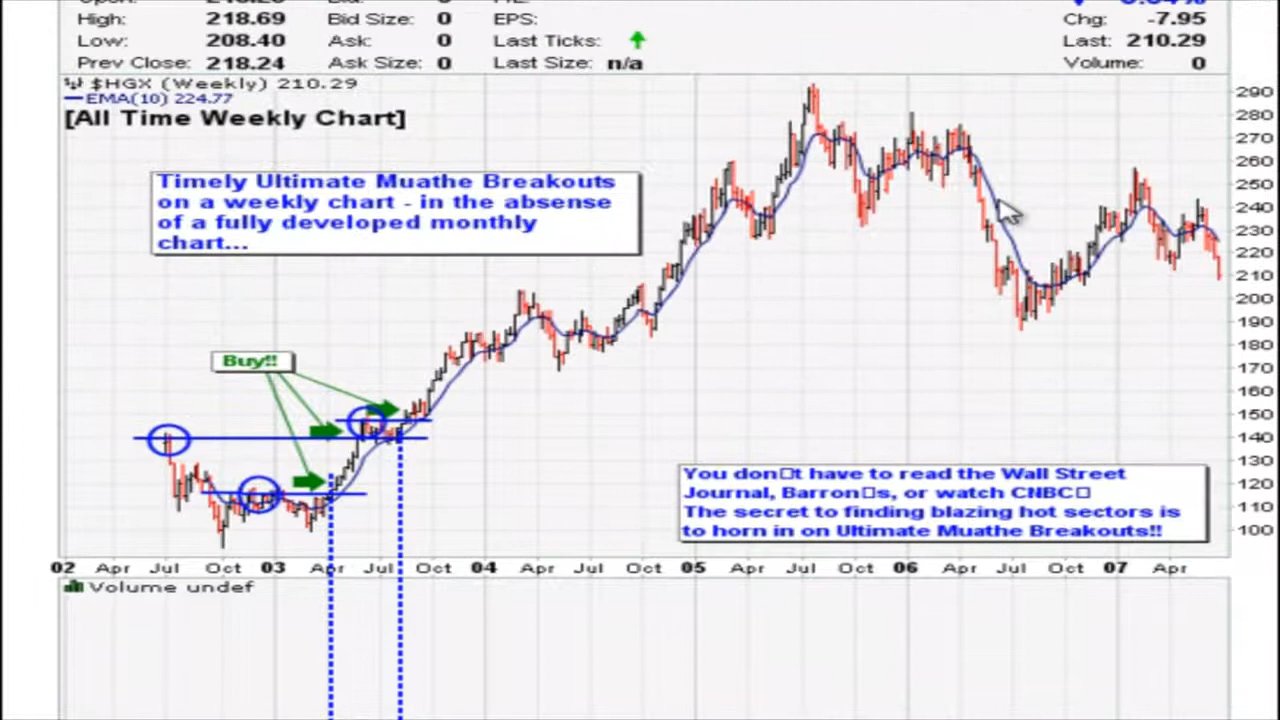 High: 218.69 Bid Size: 0 EPS: Chg: -7.95
Low: 208.40 Ask: 0 Last Ticks: Last: 210.29
Prev Close: 218.24 Ask Size: 0 Last Size: n/a Volume: 0
$HGX (Weekly) 210.29
EMA(10) 224.77
[All Time Weekly Chart]
290
280
270
260
250
240
230
220
210
200
190
180
170
160
150
140
130
120
110
100
Timely Ultimate Muathe Breakouts
on a weekly chart - in the absense
of a fully developed monthly
chart...
Buy!!
You don□t have to read the Wall Street
Journal, Barron□s, or watch CNBC□
The secret to finding blazing hot sectors is
to horn in on Ultimate Muathe Breakouts!!
02 Apr Jul Oct 03 Apr Jul Oct 04 Apr Jul Oct 05 Apr Jul Oct 06 Apr Jul Oct 07 Apr
Volume undef